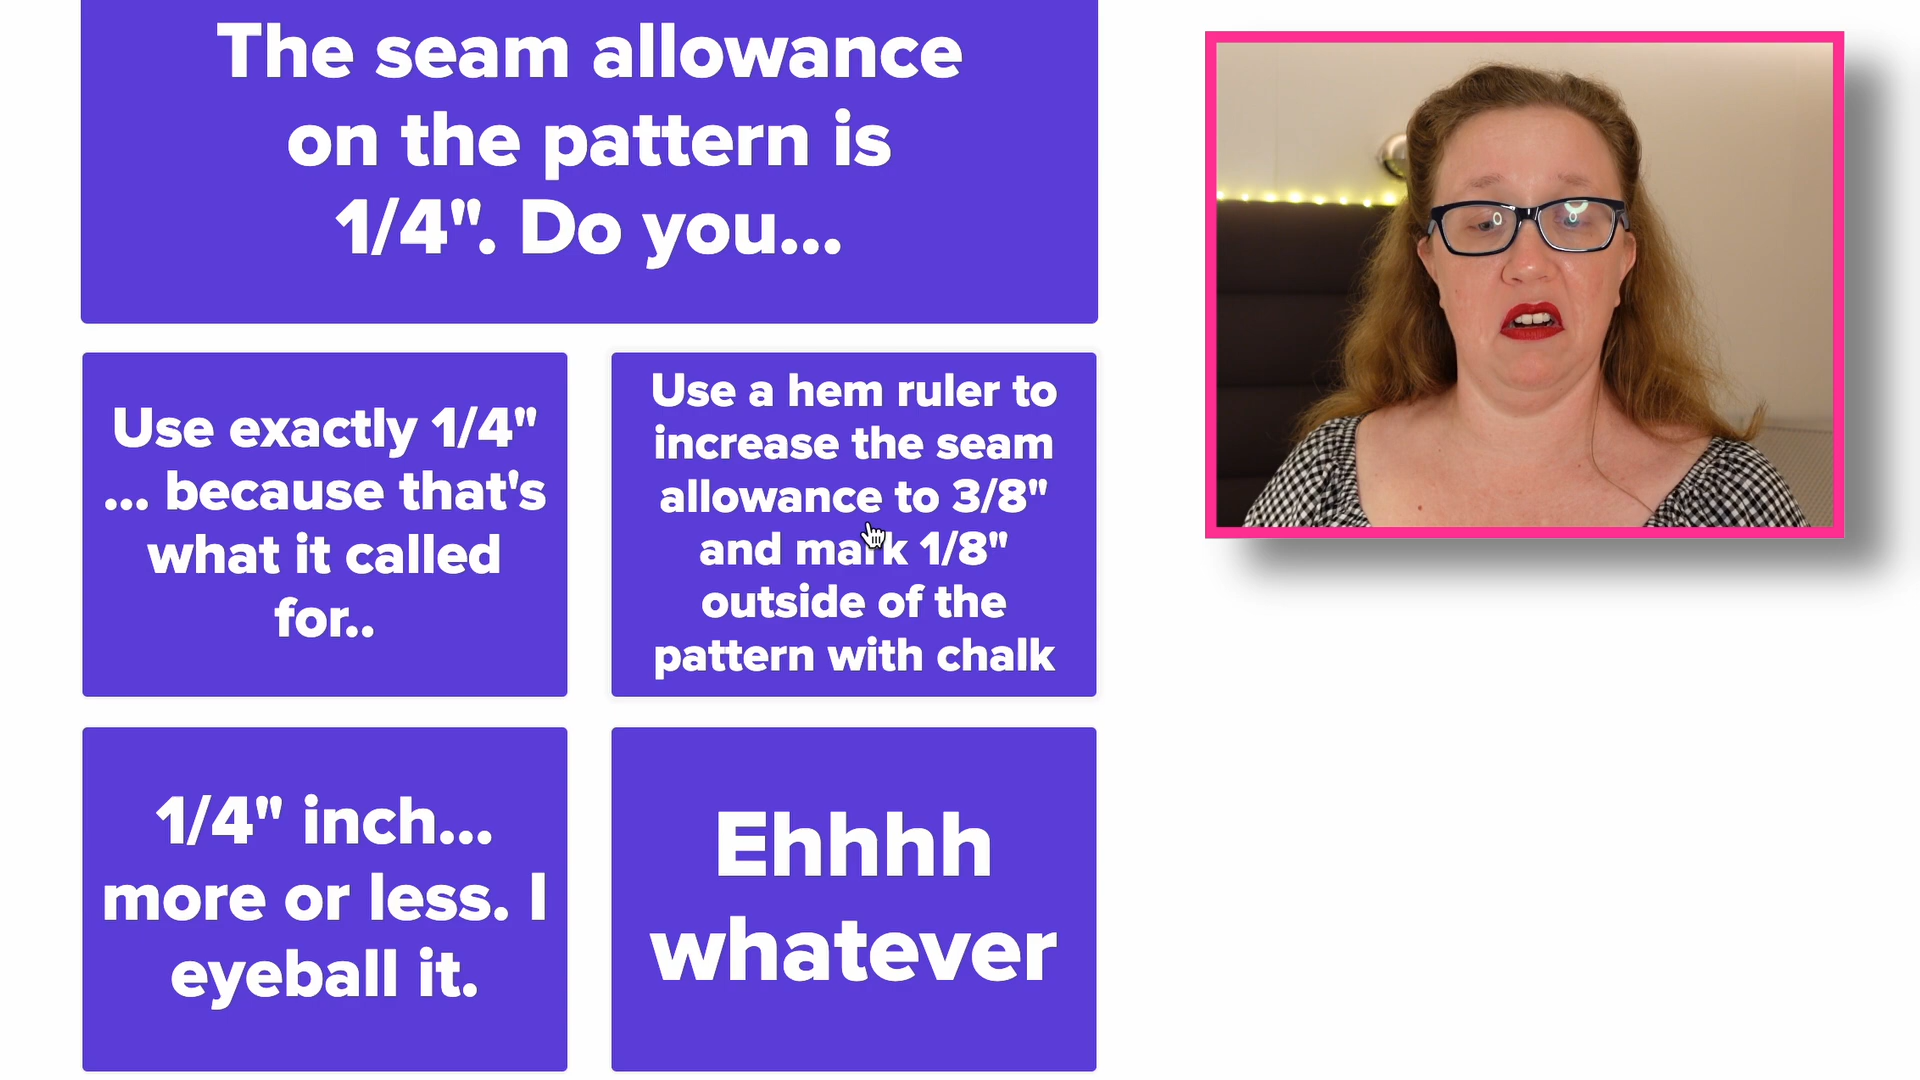 The seam allowance
on the pattern is
1/4". Do you...
Use exactly 1/4"
... because that's
what it called
for..
Use a hem ruler to
increase the seam
allowance to 3/8"
and mark 1/8"
outside of the
pattern with chalk
1/4" inch...
more or less. I
eyeball it.
Ehhhh
whatever